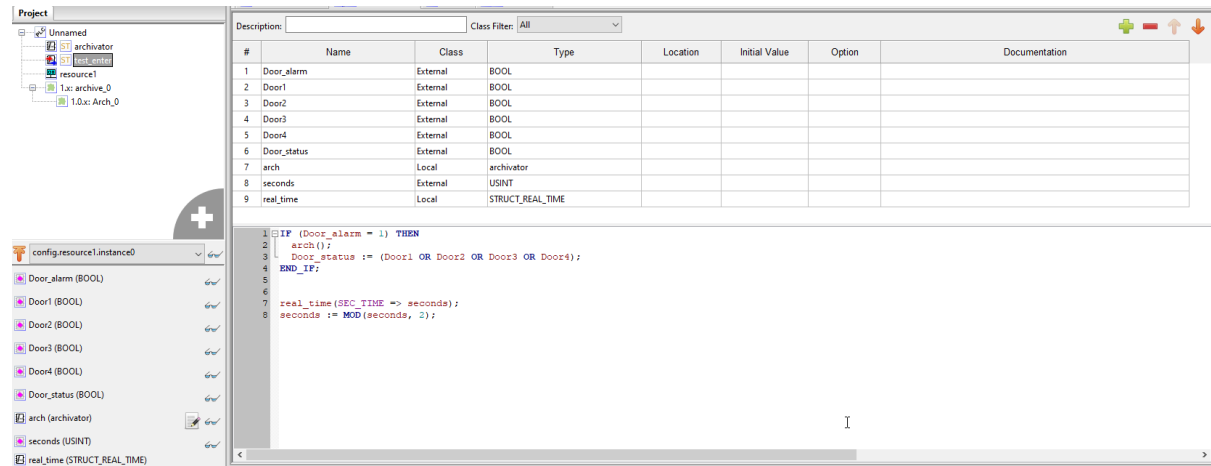 Project
Unnamed
ST archivator
ST test_enter
resource1
1.x: archive_0
1.0.x: Arch_0
config.resource1.instance0
Door_alarm (BOOL)
Door1 (BOOL)
Door2 (BOOL)
Door3 (BOOL)
Door4 (BOOL)
Door_status (BOOL)
arch (archivator)
seconds (USINT)
real_time (STRUCT_REAL_TIME)
Description: Class Filter: All
# Name Class Type Location Initial Value Option Documentation
1 Door_alarm External BOOL
2 Door1 External BOOL
3 Door2 External BOOL
4 Door3 External BOOL
5 Door4 External BOOL
6 Door_status External BOOL
7 arch Local archivator
8 seconds External USINT
9 real_time Local STRUCT_REAL_TIME
1 IF (Door_alarm = 1) THEN
2 arch();
3 Door_status := (Door1 OR Door2 OR Door3 OR Door4);
4 END_IF;
5
6
7 real_time(SEC_TIME => seconds);
8 seconds := MOD(seconds, 2);